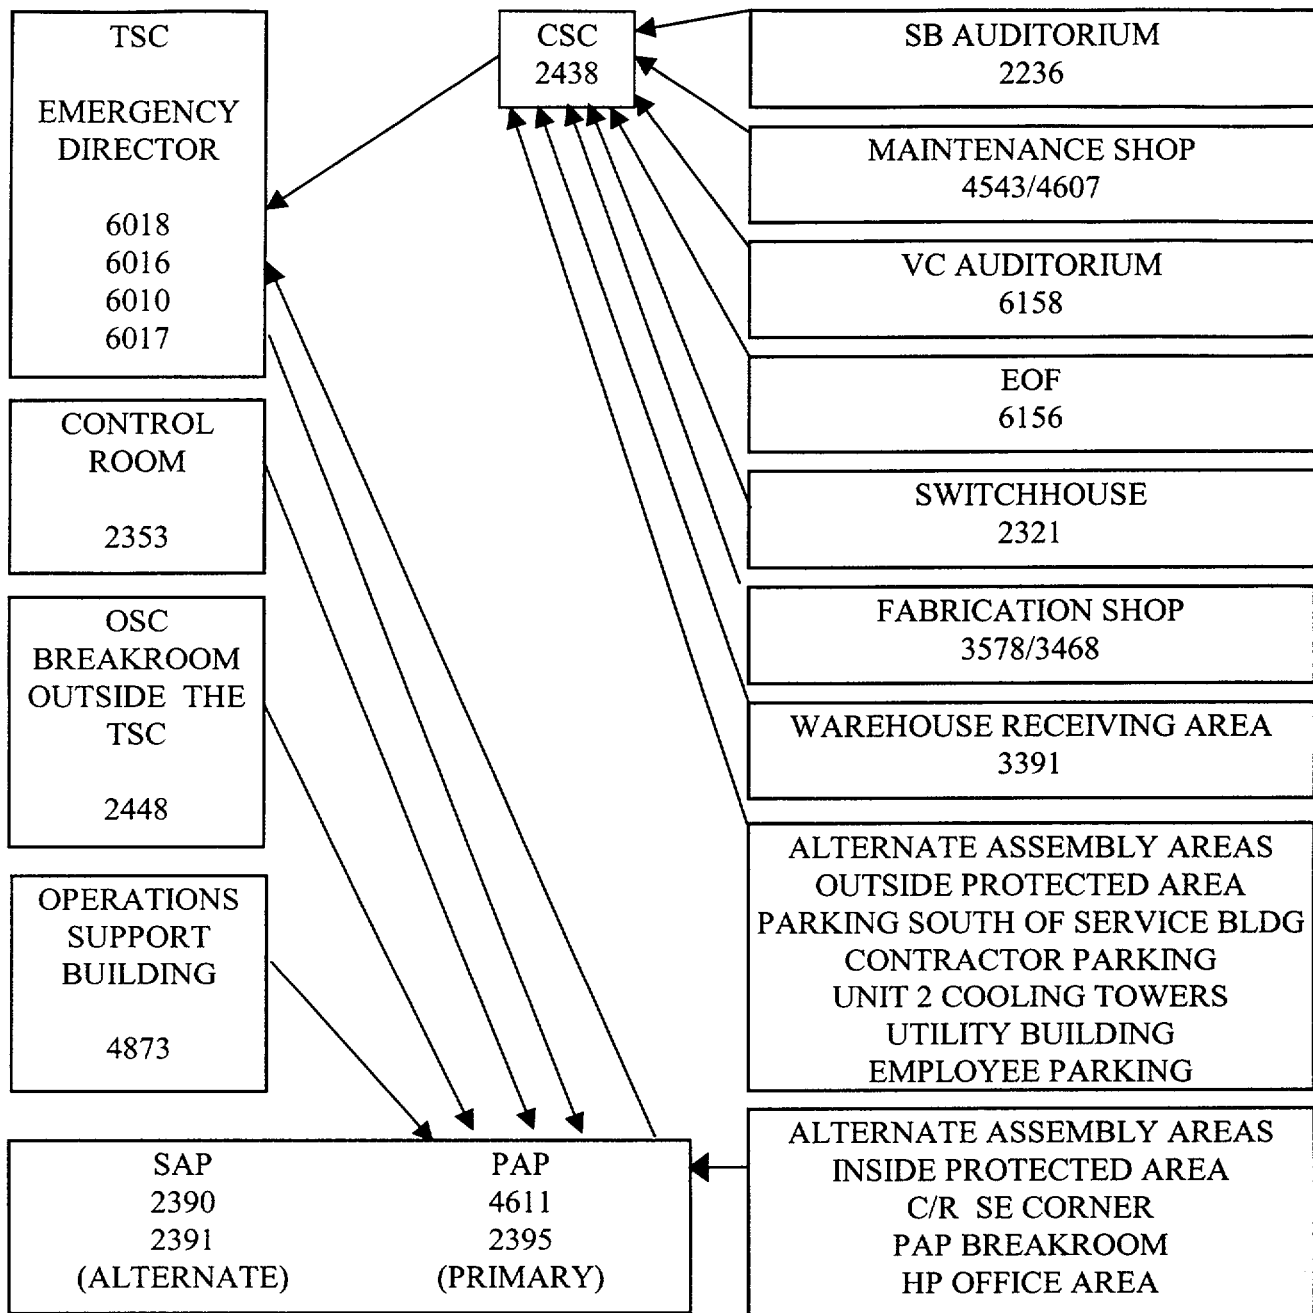 TSC
EMERGENCY
DIRECTOR
6018
6016
6010
6017
CONTROL
ROOM
2353
OSC
BREAKROOM
OUTSIDE THE
TSC
2448
OPERATIONS
SUPPORT
BUILDING
4873
SAP
2390
2391
(ALTERNATE)
PAP
4611
2395
(PRIMARY)
CSC
2438
SB AUDITORIUM
2236
MAINTENANCE SHOP
4543/4607
VC AUDITORIUM
6158
EOF
6156
SWITCHHOUSE
2321
FABRICATION SHOP
3578/3468
WAREHOUSE RECEIVING AREA
3391
ALTERNATE ASSEMBLY AREAS
OUTSIDE PROTECTED AREA
PARKING SOUTH OF SERVICE BLDG
CONTRACTOR PARKING
UNIT 2 COOLING TOWERS
UTILITY BUILDING
EMPLOYEE PARKING
ALTERNATE ASSEMBLY AREAS
INSIDE PROTECTED AREA
C/R SE CORNER
PAP BREAKROOM
HP OFFICE AREA